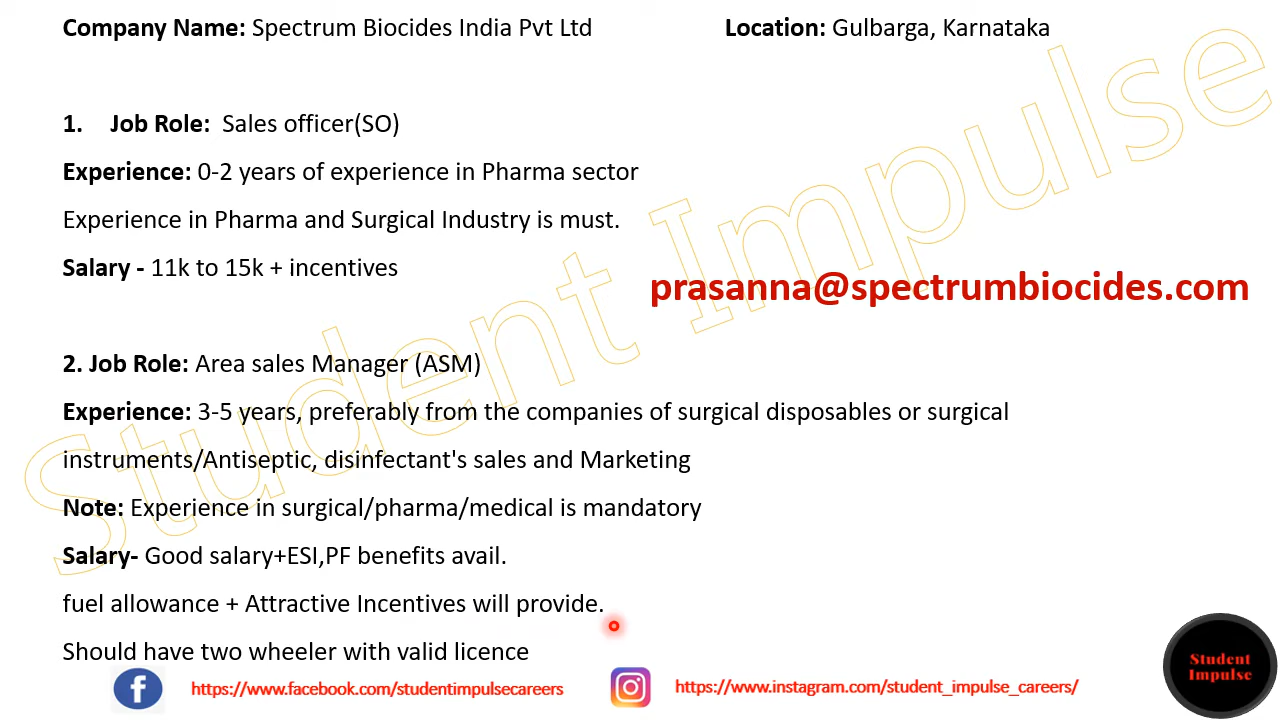 Company Name: Spectrum Biocides India Pvt Ltd Location: Gulbarga, Karnataka
1. Job Role: Sales officer(SO)
Experience: 0-2 years of experience in Pharma sector
Experience in Pharma and Surgical Industry is must.
Salary - 11k to 15k + incentives
prasanna@spectrumbiocides.com
2. Job Role: Area sales Manager (ASM)
Experience: 3-5 years, preferably from the companies of surgical disposables or surgical
instruments/Antiseptic, disinfectant's sales and Marketing
Note: Experience in surgical/pharma/medical is mandatory
Salary- Good salary+ESI,PF benefits avail.
fuel allowance + Attractive Incentives will provide.
Should have two wheeler with valid licence
https://www.facebook.com/studentimpulsecareers
https://www.instagram.com/student_impulse_careers/
Student
Impulse
Student Impulse